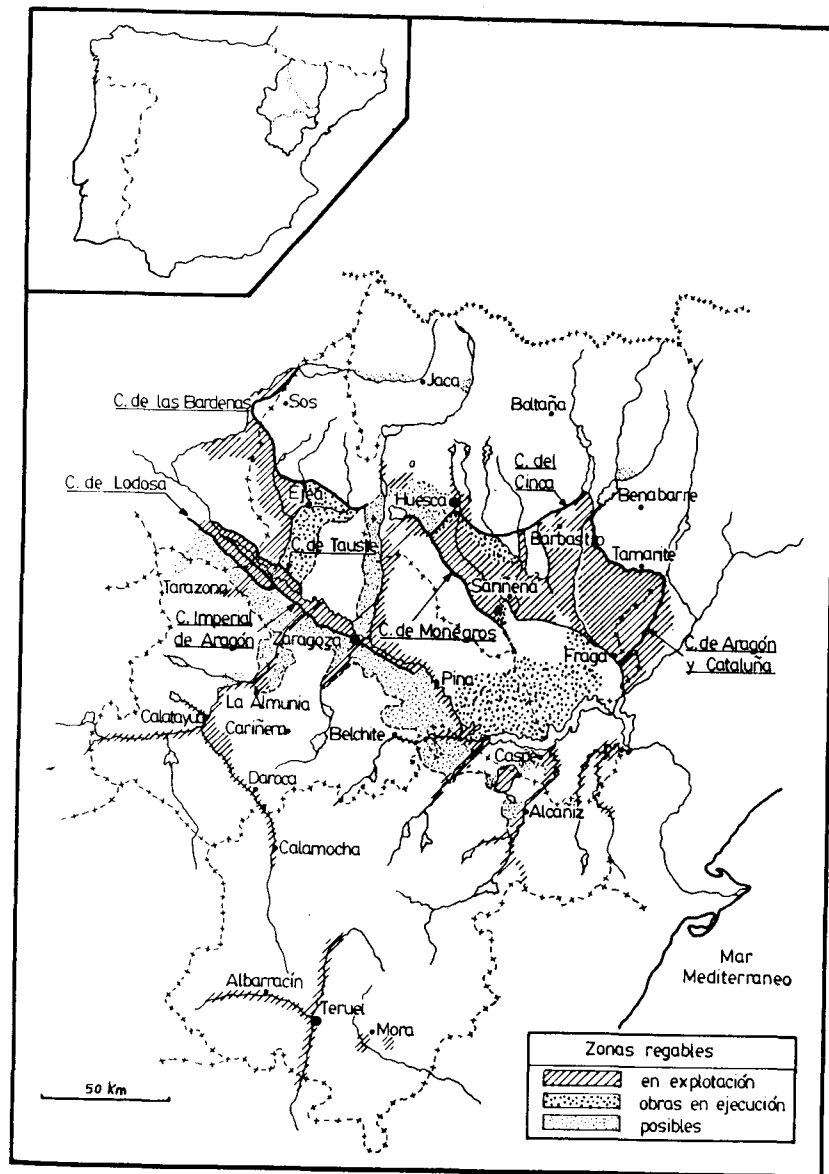 Jaca
C. de las Bardenas
Sos
Boltaña
C. de Lodosa
C. del
Cinca
Ejea
Huesca
Benabarre
C. de Tauste
Barbastro
Tamarite
Tarazona
Sariñena
C. Imperial
de Aragón
Zaragoza
C. de Monegros
Fraga
C. de Aragón
y Cataluña
Pina
La Almunia
Calatayud
Cariñena
Belchite
Caspe
Daroca
Alcañiz
Calamocha
Mar
Mediterraneo
Albarracín
Teruel
Mora
Zonas regables
en explotación
obras en ejecución
posibles
50 Km